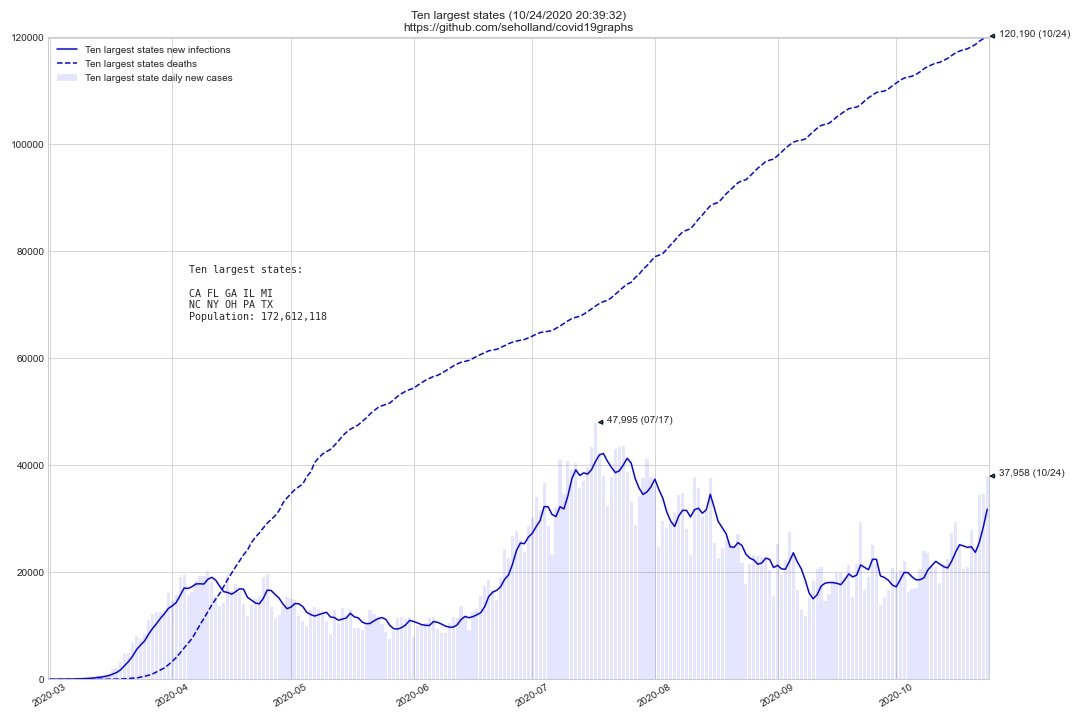 Ten largest states (10/24/2020 20:39:32)
https://github.com/seholland/covid19graphs
Ten largest states new infections
Ten largest states deaths
Ten largest state daily new cases
120,190 (10/24)
120000
100000
80000
60000
40000
20000
0
Ten largest states:
CA FL GA IL MI
NC NY OH PA TX
Population: 172,612,118
47,995 (07/17)
37,958 (10/24)
2020-03
2020-04
2020-05
2020-06
2020-07
2020-08
2020-09
2020-10